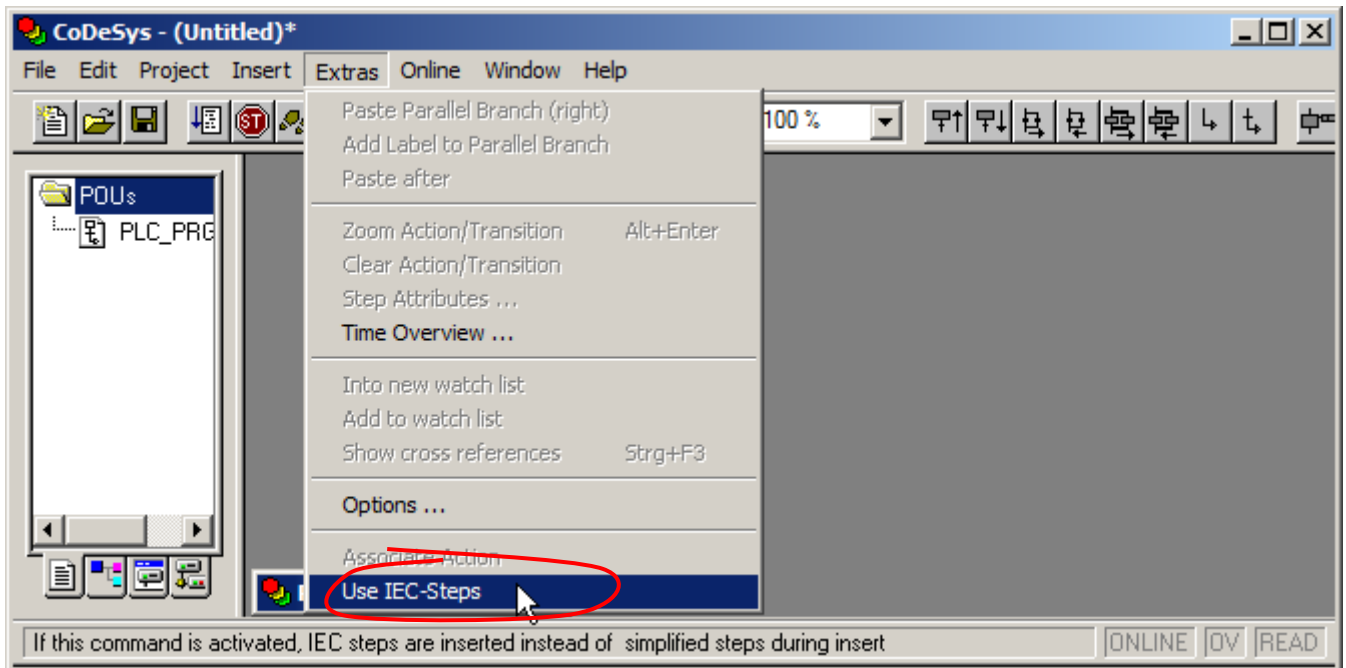 CoDeSys - (Untitled)*
File Edit Project Insert Extras Online Window Help
ST 100 %
Paste Parallel Branch (right)
Add Label to Parallel Branch
Paste after
POUs
PLC_PRG
Zoom Action/Transition Alt+Enter
Clear Action/Transition
Step Attributes ...
Time Overview ...
Into new watch list
Add to watch list
Show cross references Strg+F3
Options ...
Associate Action
Use IEC-Steps
If this command is activated, IEC steps are inserted instead of simplified steps during insert ONLINE OV READ